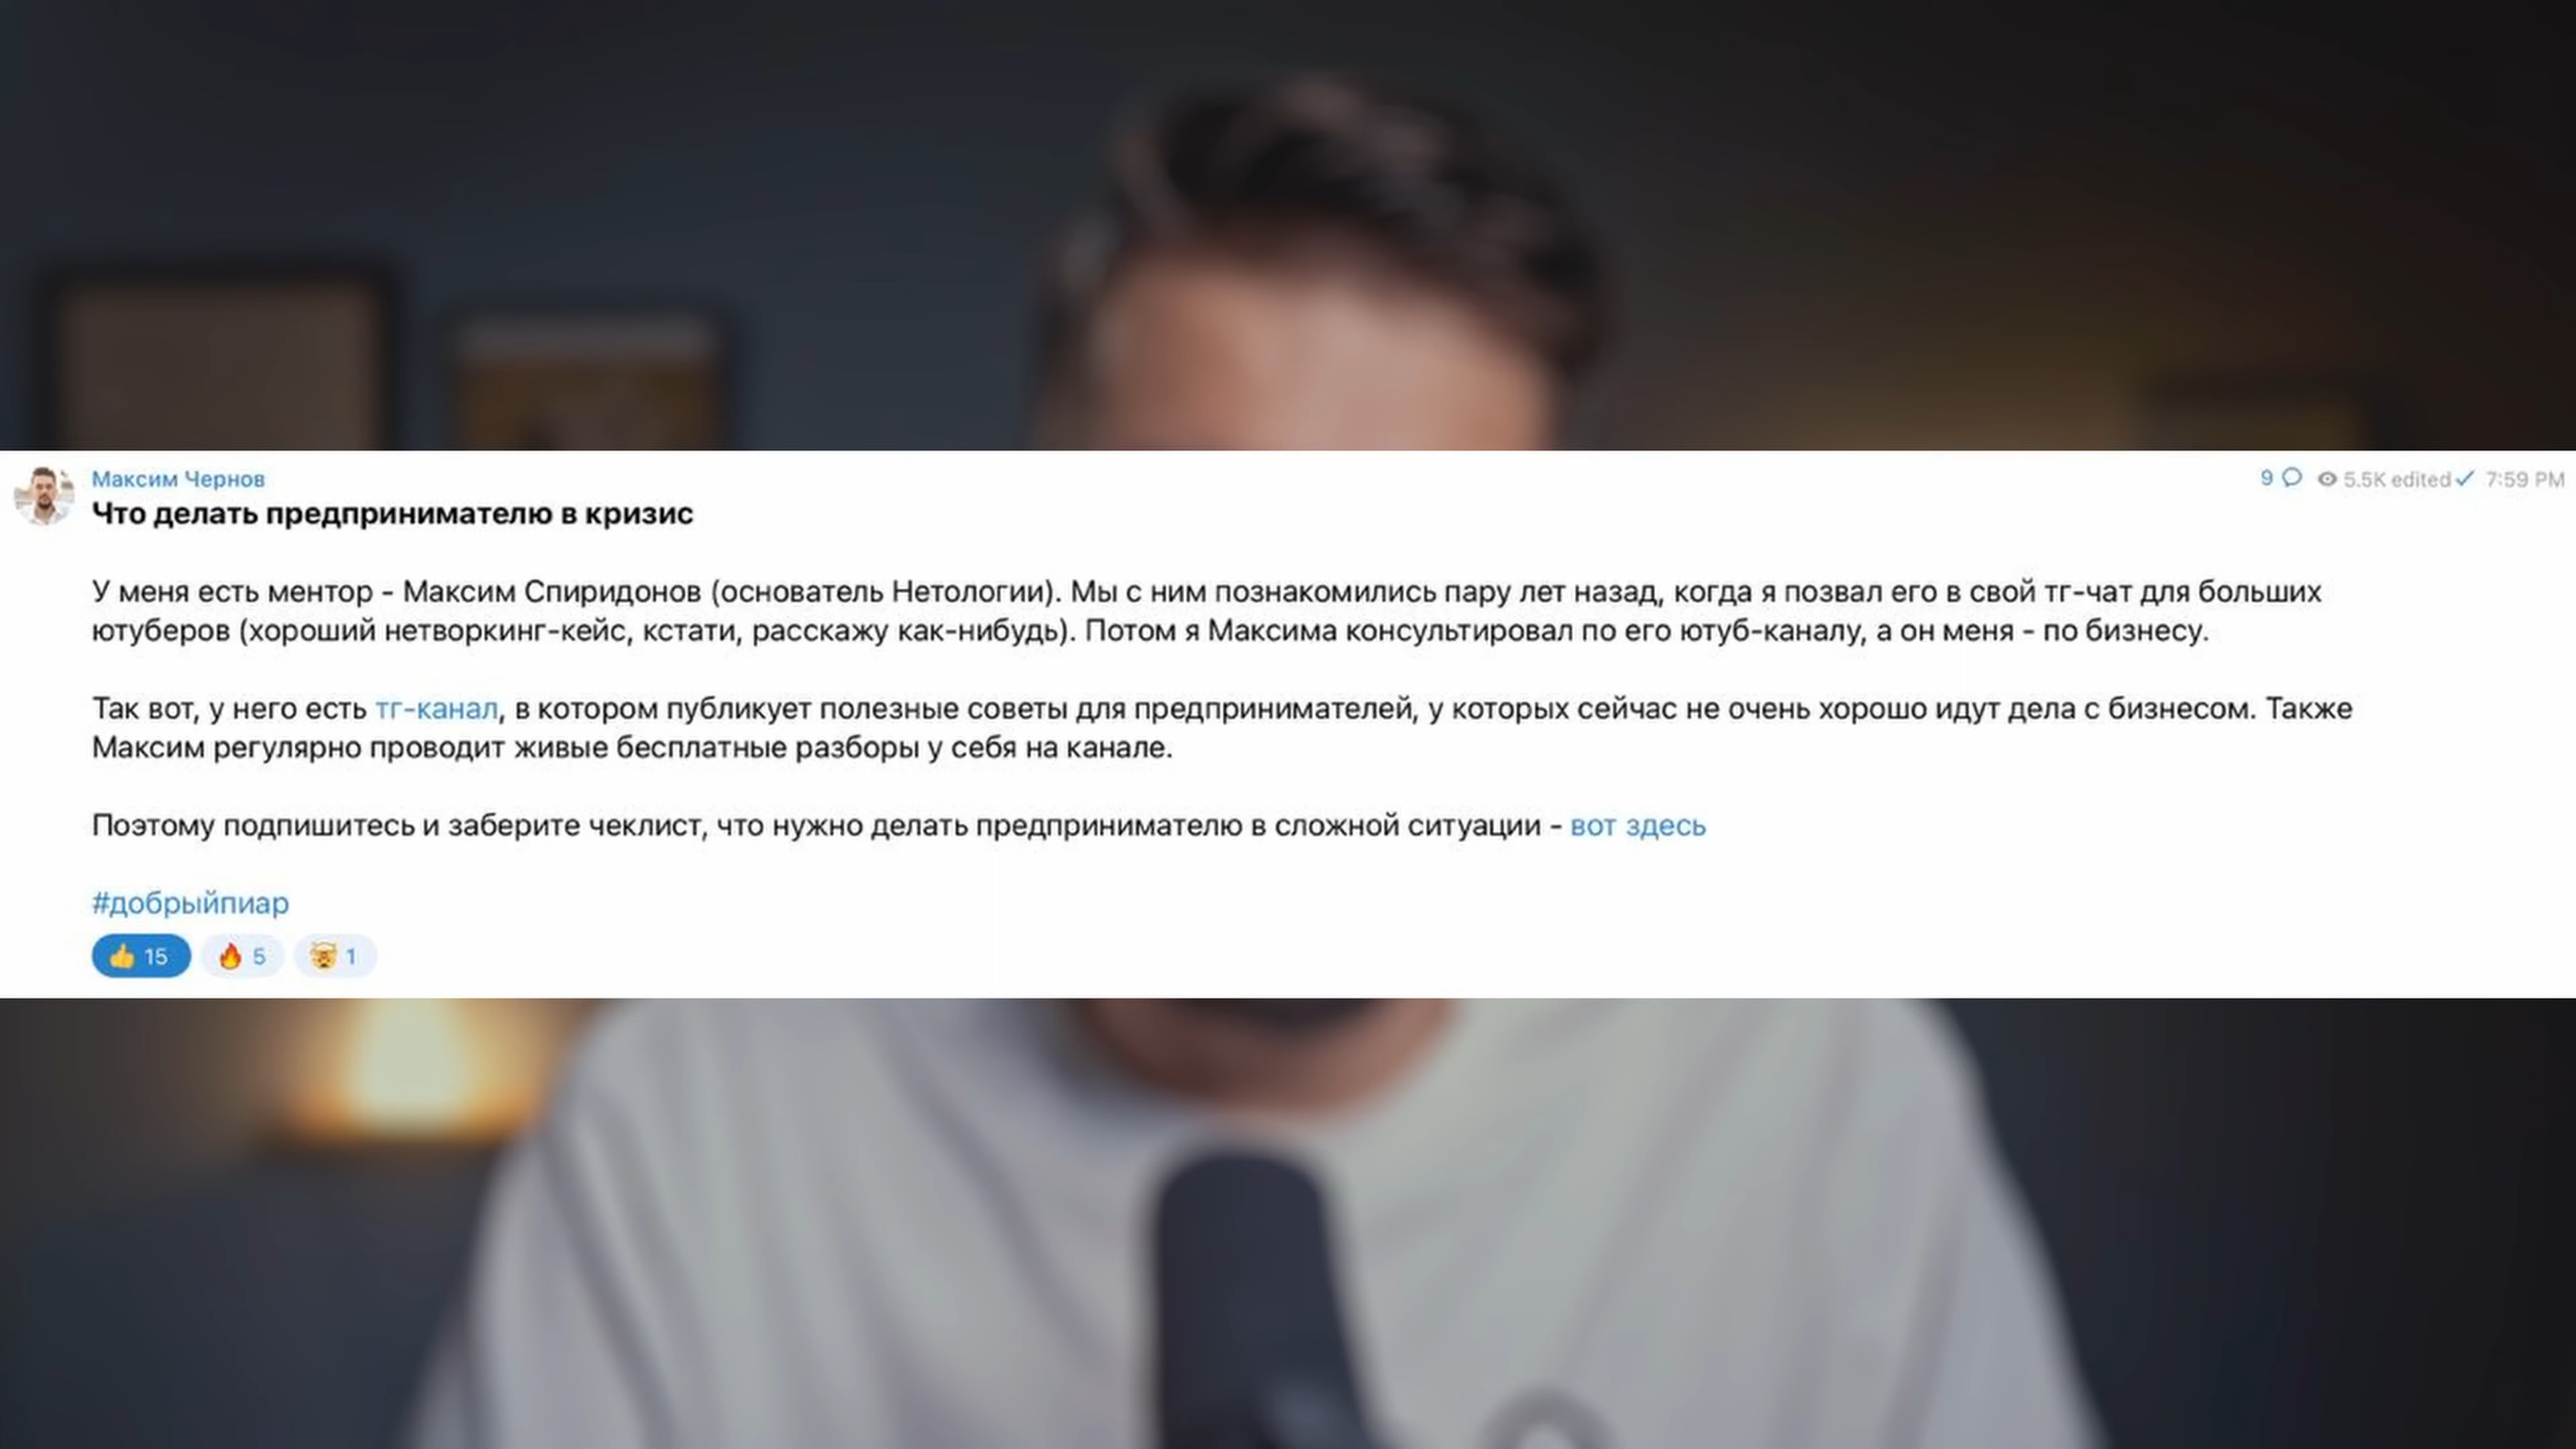 Максим Чернов
9 5.5K edited 7:59 PM
Что делать предпринимателю в кризис
У меня есть ментор - Максим Спиридонов (основатель Нетологии). Мы с ним познакомились пару лет назад, когда я позвал его в свой тг-чат для больших
ютуберов (хороший нетворкинг-кейс, кстати, расскажу как-нибудь). Потом я Максима консультировал по его ютуб-каналу, а он меня - по бизнесу.
Так вот, у него есть тг-канал, в котором публикует полезные советы для предпринимателей, у которых сейчас не очень хорошо идут дела с бизнесом. Также
Максим регулярно проводит живые бесплатные разборы у себя на канале.
Поэтому подпишитесь и заберите чеклист, что нужно делать предпринимателю в сложной ситуации - вот здесь
#добрыйпиар
👍 15 🔥 5 🤯 1